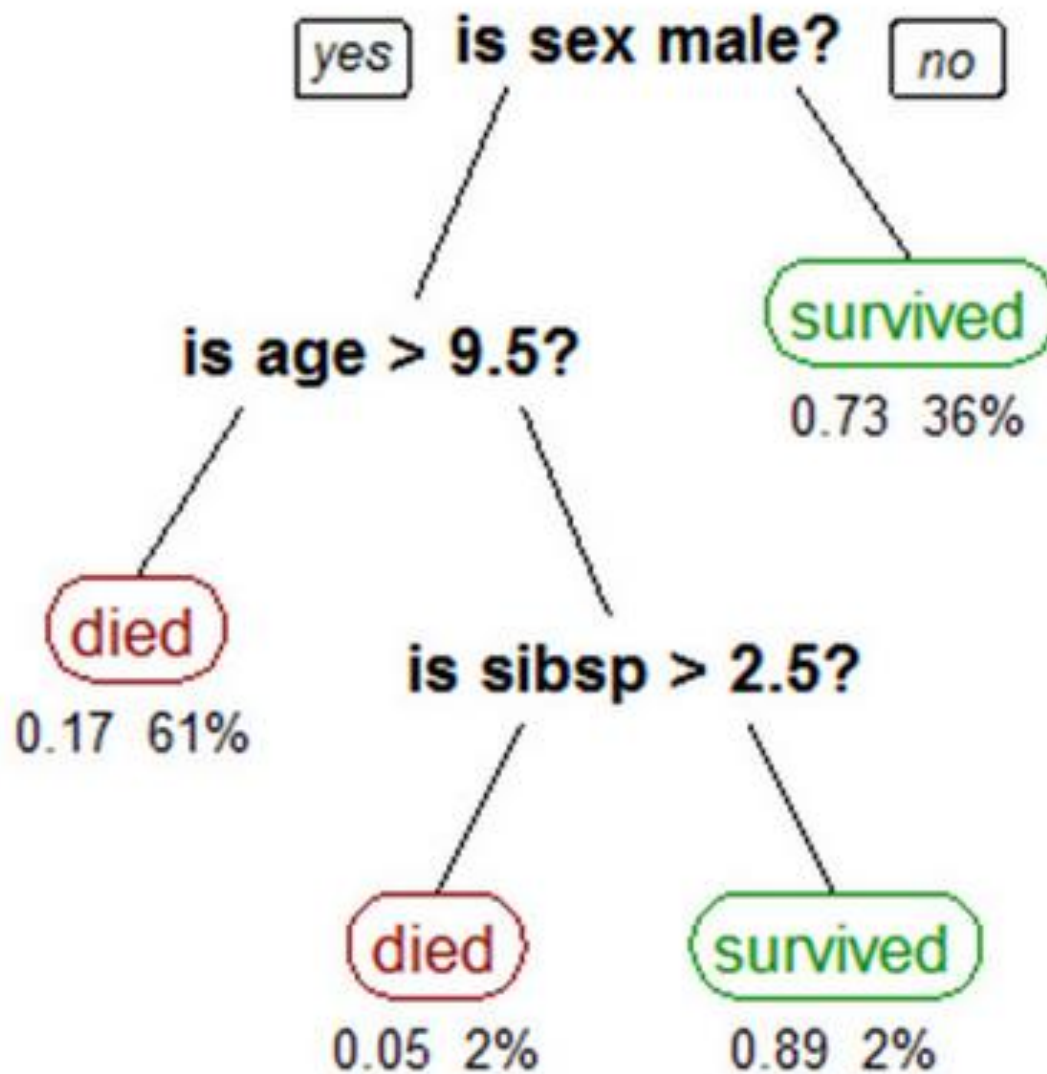 yes is sex male? no
survived
is age > 9.5?
0.73 36%
died
is sibsp > 2.5?
0.17 61%
died survived
0.05 2% 0.89 2%